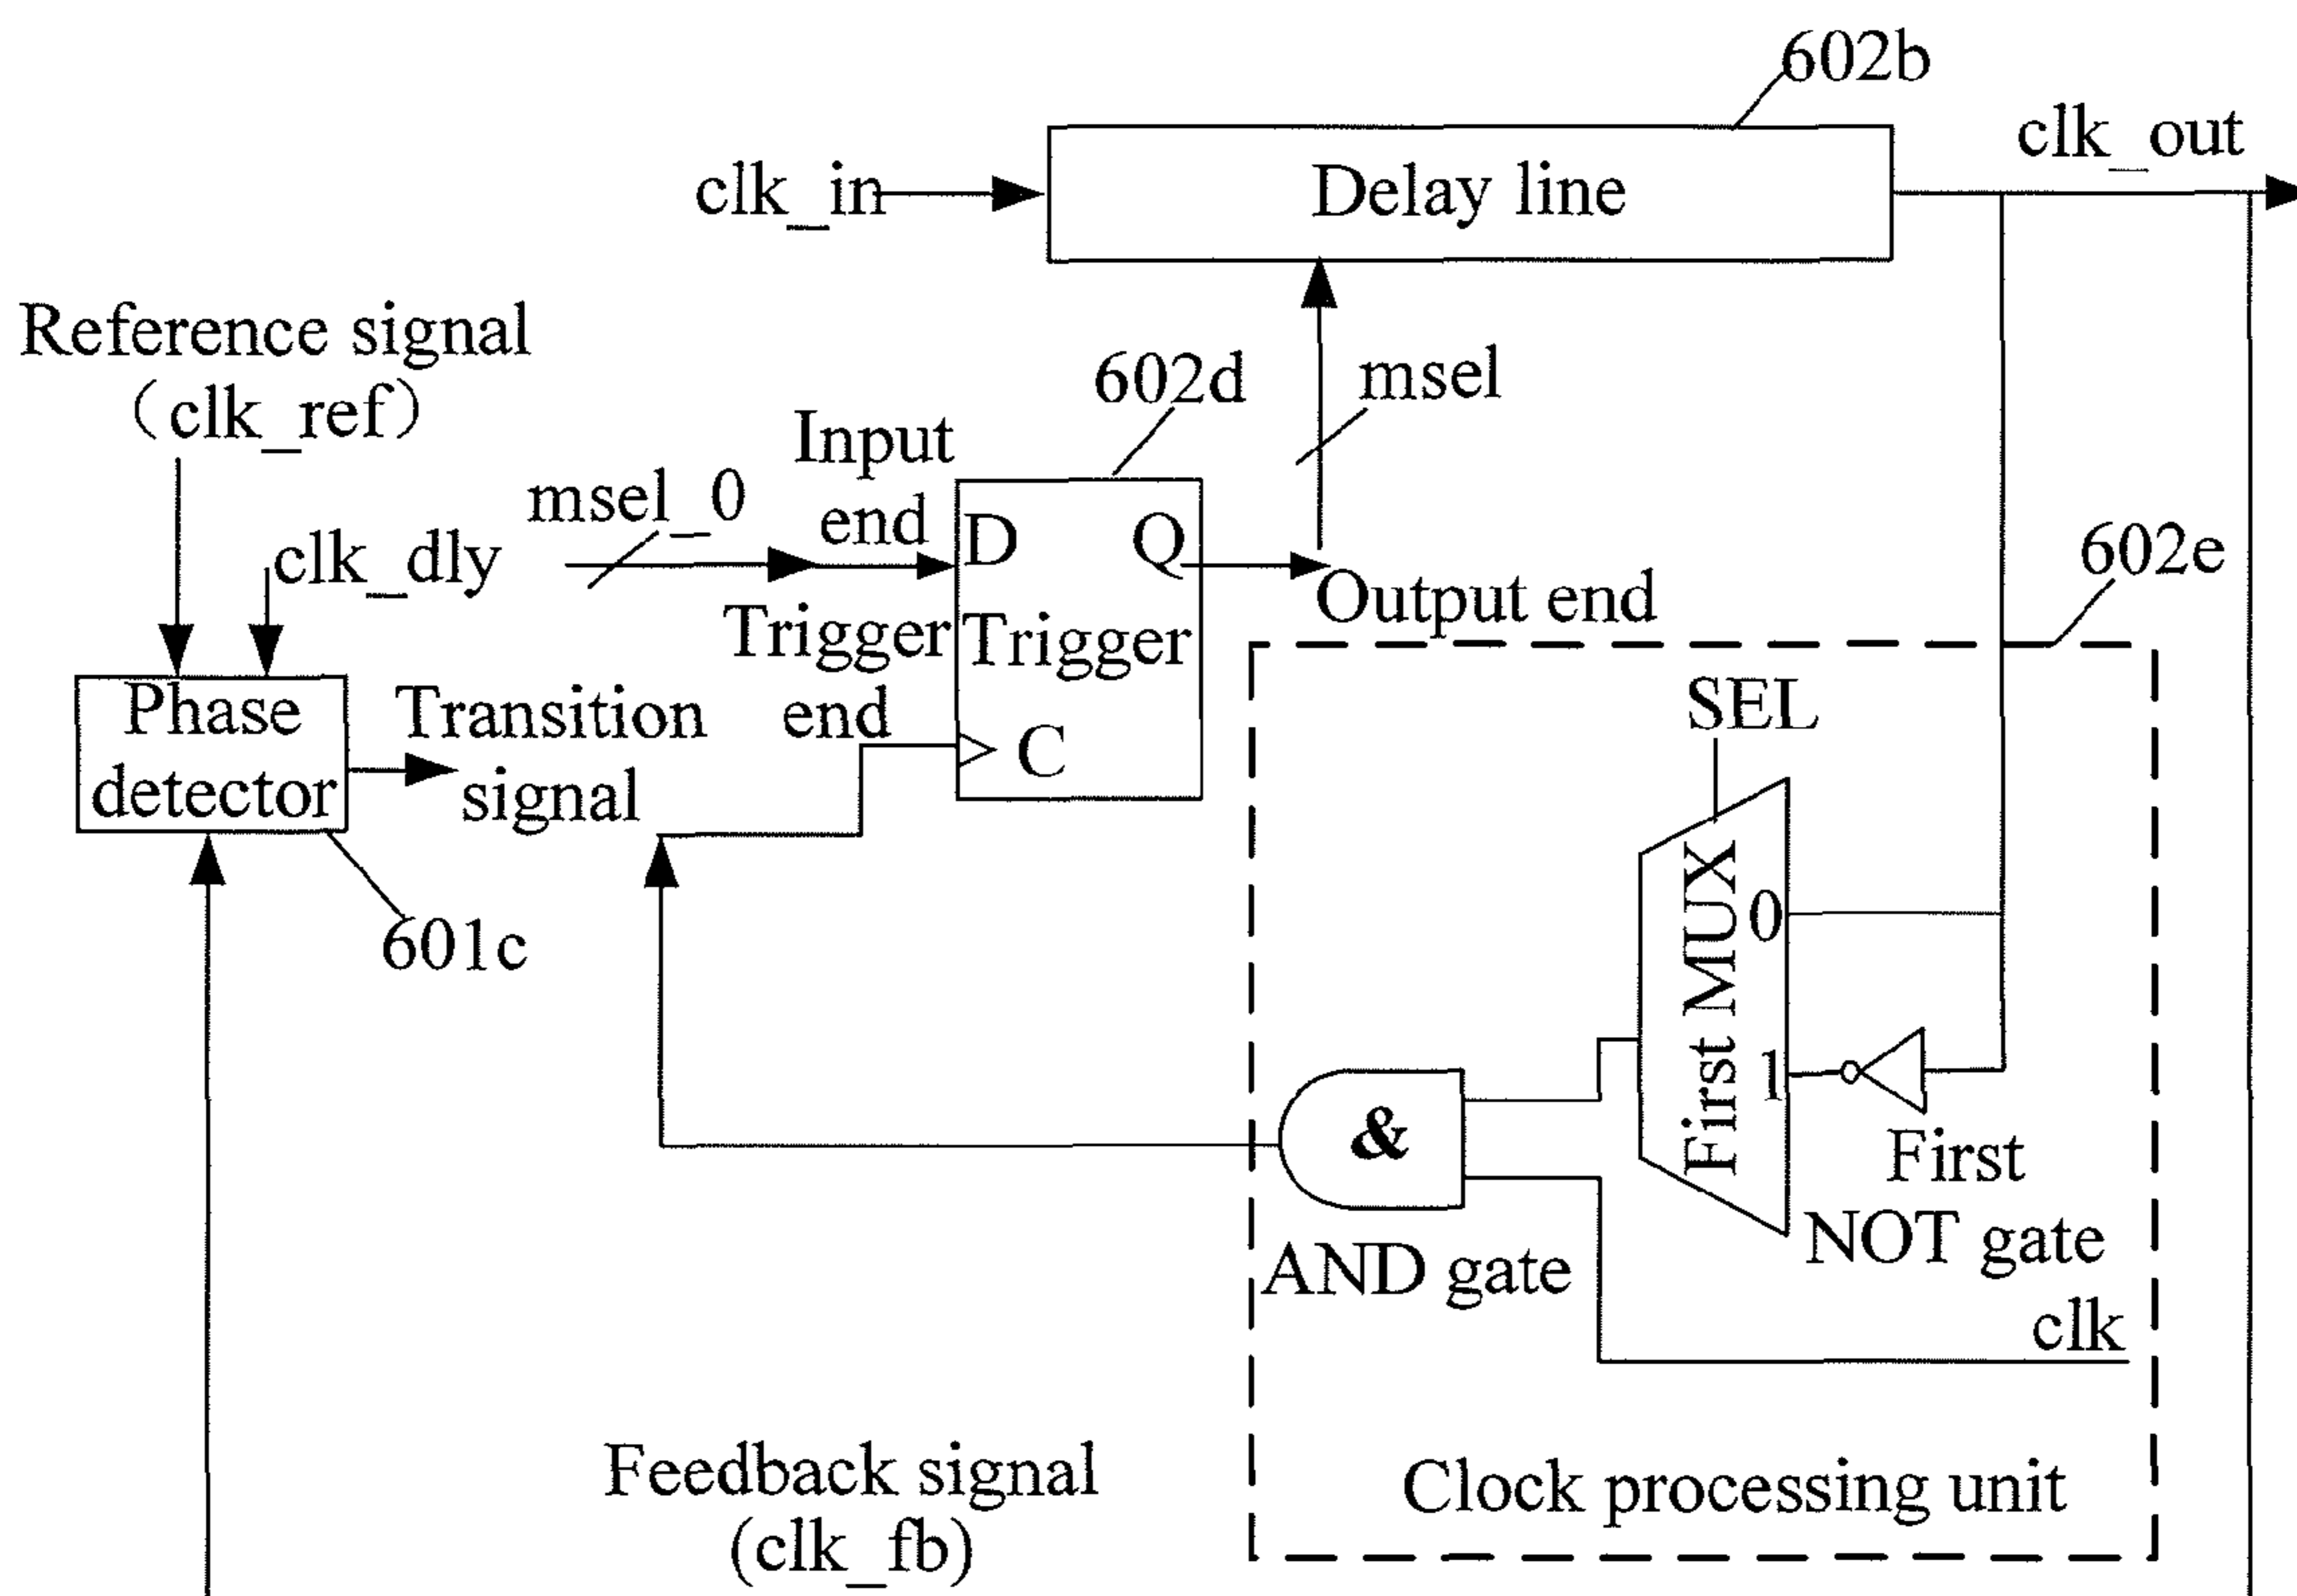 602b
clk_out
clk_in
Delay line
Reference signal
（clk_ref）
602d
msel
Input
end
msel_0
clk_dly
D
Q
602e
Output end
Trigger
end
Trigger
C
SEL
Phase
detector
Transition
signal
601c
First MUX
0
1
&
First
NOT gate
AND gate
clk
Feedback signal
(clk_fb)
Clock processing unit